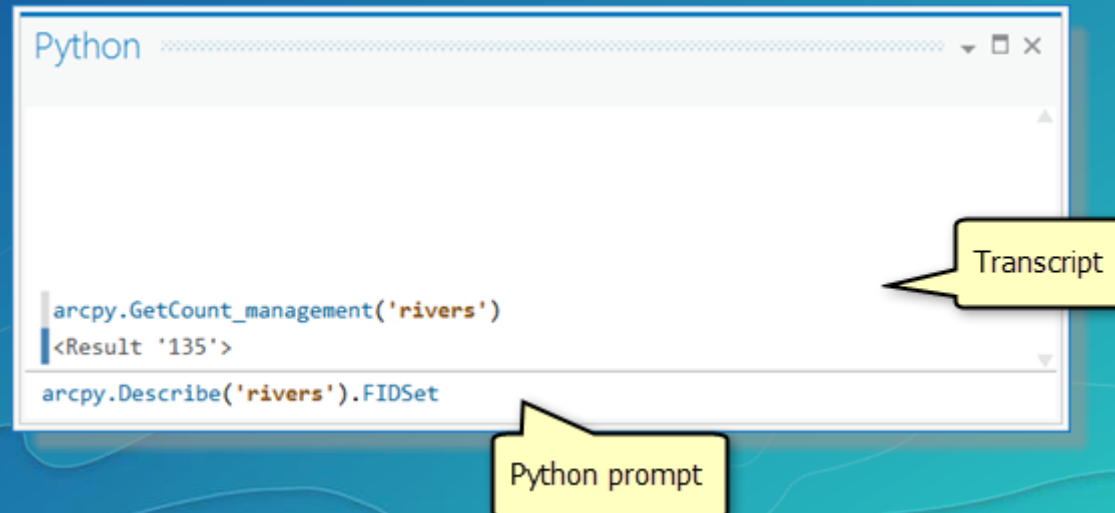 Python
Transcript
arcpy.GetCount_management('rivers')
<Result '135'>
arcpy.Describe('rivers').FIDSet
Python prompt